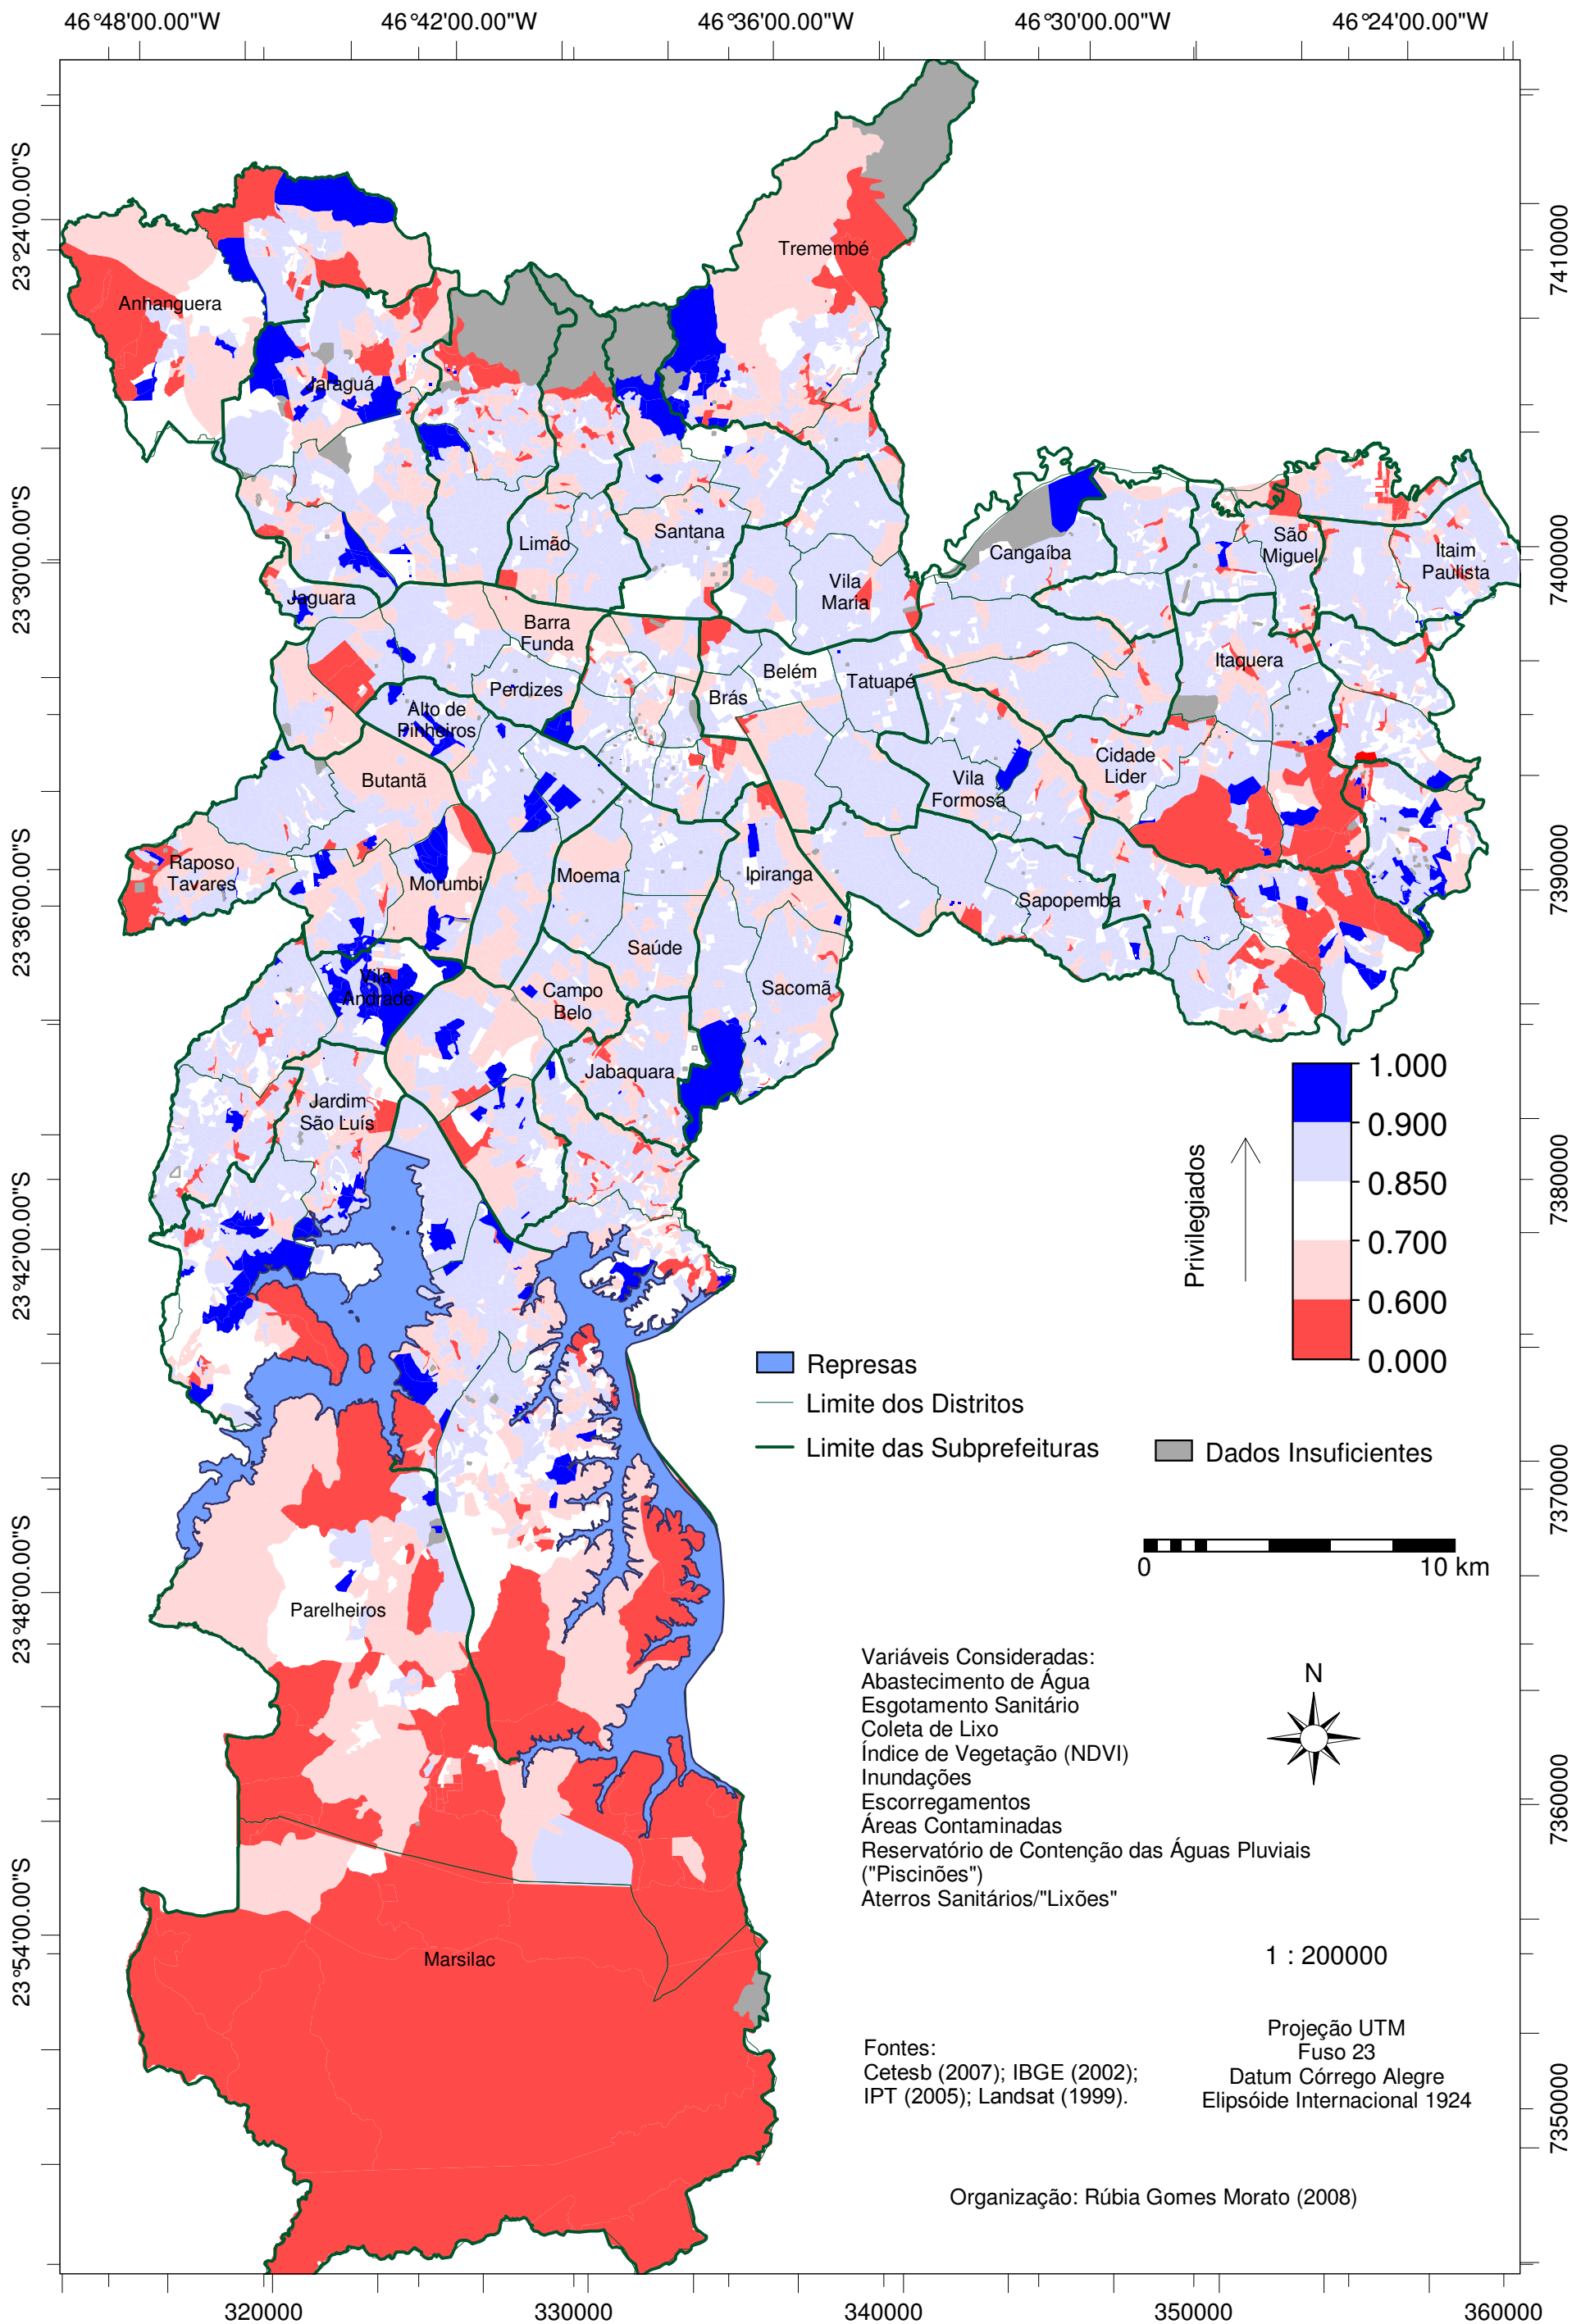 46°48'00.00"W
46°42'00.00"W
46°36'00.00"W
46°30'00.00"W
46°24'00.00"W
23°24'00.00"S
23°30'00.00"S
23°36'00.00"S
23°42'00.00"S
23°48'00.00"S
23°54'00.00"S
7410000
7400000
7390000
7380000
7370000
7360000
7350000
320000
330000
340000
350000
360000
Tremembé
Anhanguera
Jaraguá
Santana
Limão
Cangaíba
São
Miguel
Itaim
Paulista
Vila
Maria
Jaguara
Barra
Funda
Itaquera
Belém
Tatuapé
Brás
Perdizes
Alto de
Pinheiros
Butantã
Cidade
Lider
Vila
Formosa
Raposo
Tavares
Morumbi
Moema
Ipiranga
Sapopemba
Saúde
Vila
Andrade
Campo
Belo
Sacomã
Jabaquara
Jardim
São Luís
Parelheiros
Marsilac
Privilegiados
1.000
0.900
0.850
0.700
0.600
0.000
Represas
Limite dos Distritos
Limite das Subprefeituras
Dados Insuficientes
0 10 km
Variáveis Consideradas:
Abastecimento de Água
Esgotamento Sanitário
Coleta de Lixo
Índice de Vegetação (NDVI)
Inundações
Escorregamentos
Áreas Contaminadas
Reservatório de Contenção das Águas Pluviais
("Piscinões")
Aterros Sanitários/"Lixões"
N
1 : 200000
Fontes:
Cetesb (2007); IBGE (2002);
IPT (2005); Landsat (1999).
Projeção UTM
Fuso 23
Datum Córrego Alegre
Elipsóide Internacional 1924
Organização: Rúbia Gomes Morato (2008)